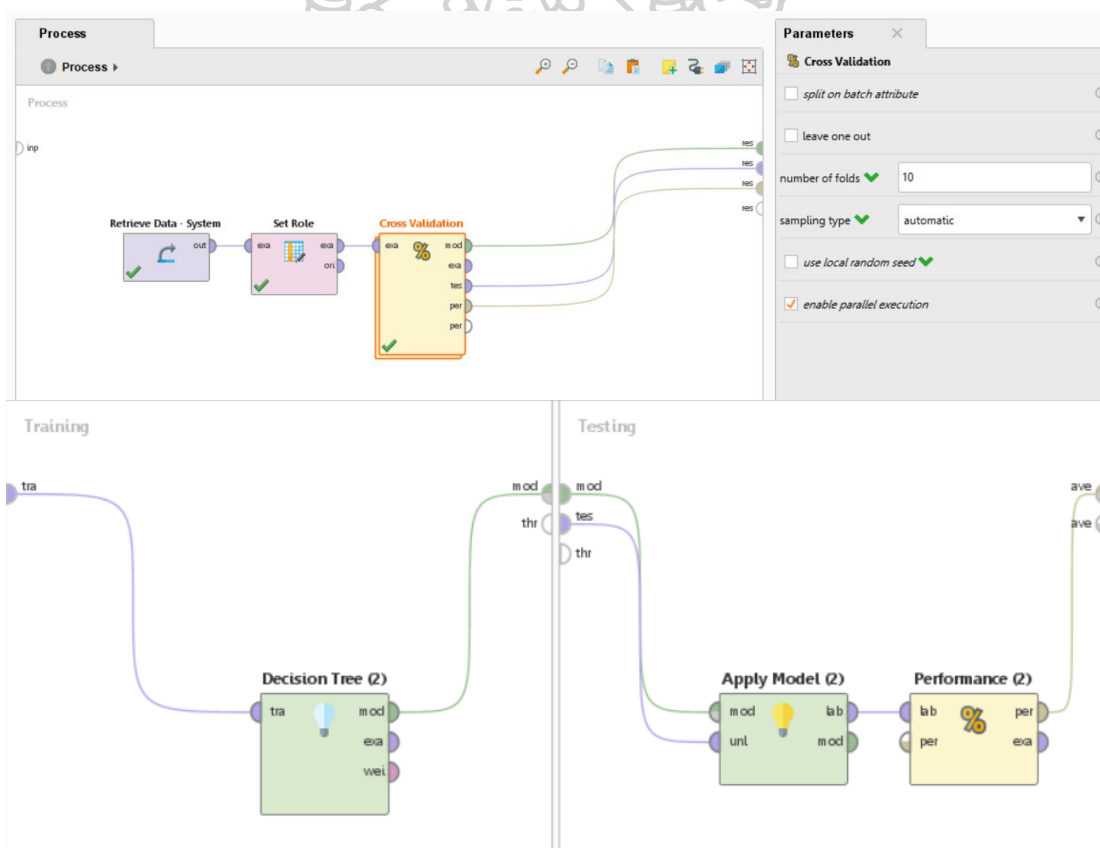 Process
Parameters
Process
Cross Validation
split on batch attribute
Process
inp
leave one out
res
res
number of folds
10
res
res
Retrieve Data - System
Set Role
Cross Validation
sampling type
automatic
out
exa
exa
exa
mod
ori
exa
use local random seed
tes
per
enable parallel execution
per
Training
Testing
tra
mod
mod
ave
thr
tes
ave
thr
Decision Tree (2)
Apply Model (2)
Performance (2)
tra
mod
mod
lab
lab
per
exa
unl
mod
per
exa
wei